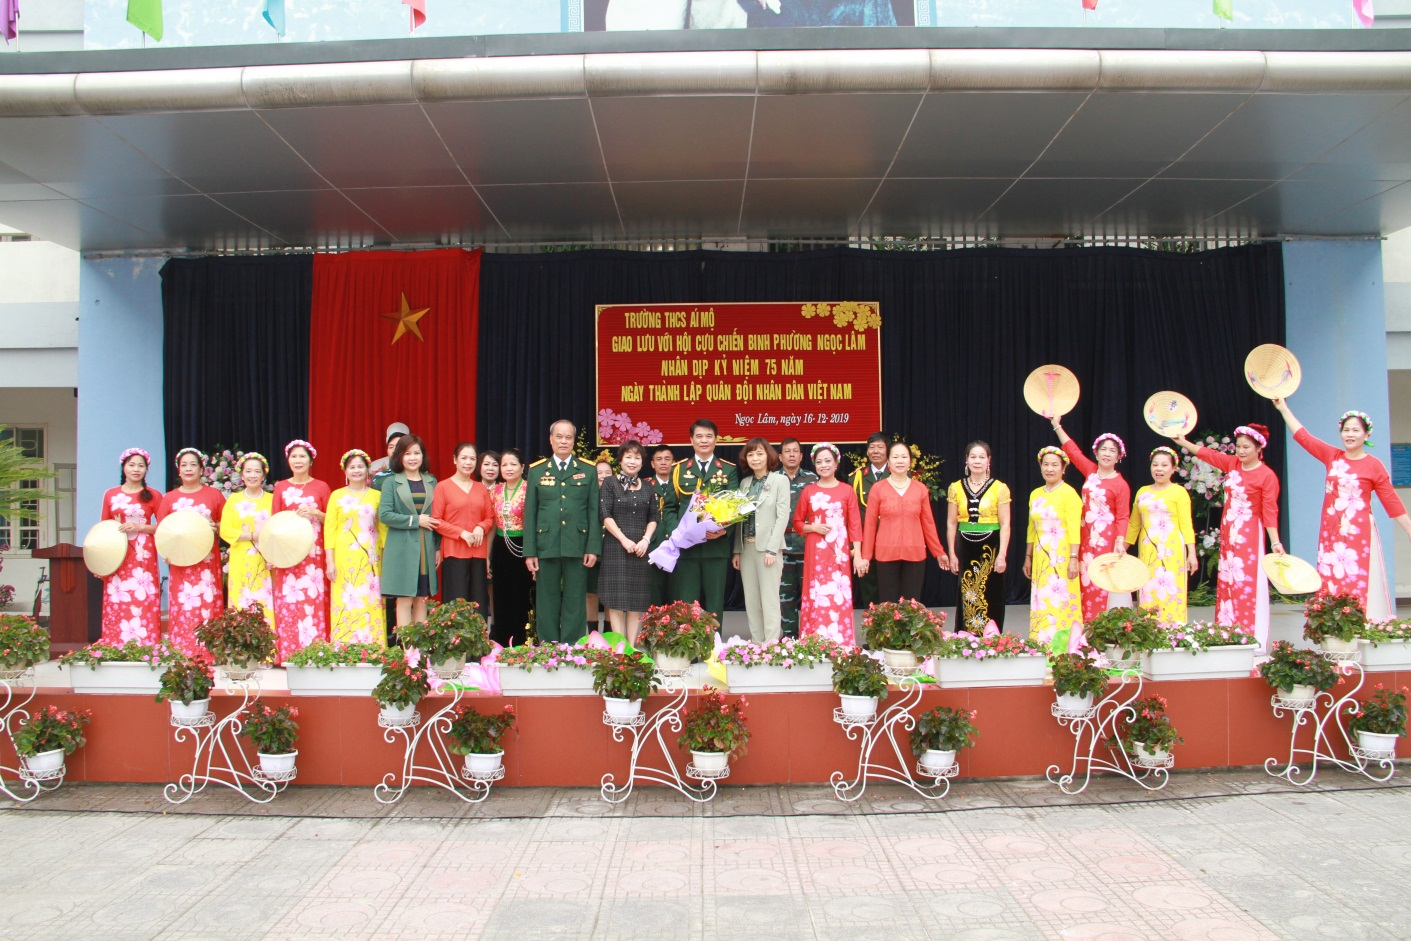 TRƯỜNG THCS ÁI MỘ
GIAO LƯU VỚI HỘI CỰU CHIẾN BINH PHƯỜNG NGỌC LÂM
NHÂN DỊP KỶ NIỆM 75 NĂM
NGÀY THÀNH LẬP QUÂN ĐỘI NHÂN DÂN VIỆT NAM
Ngọc Lâm, ngày 16-12-2019